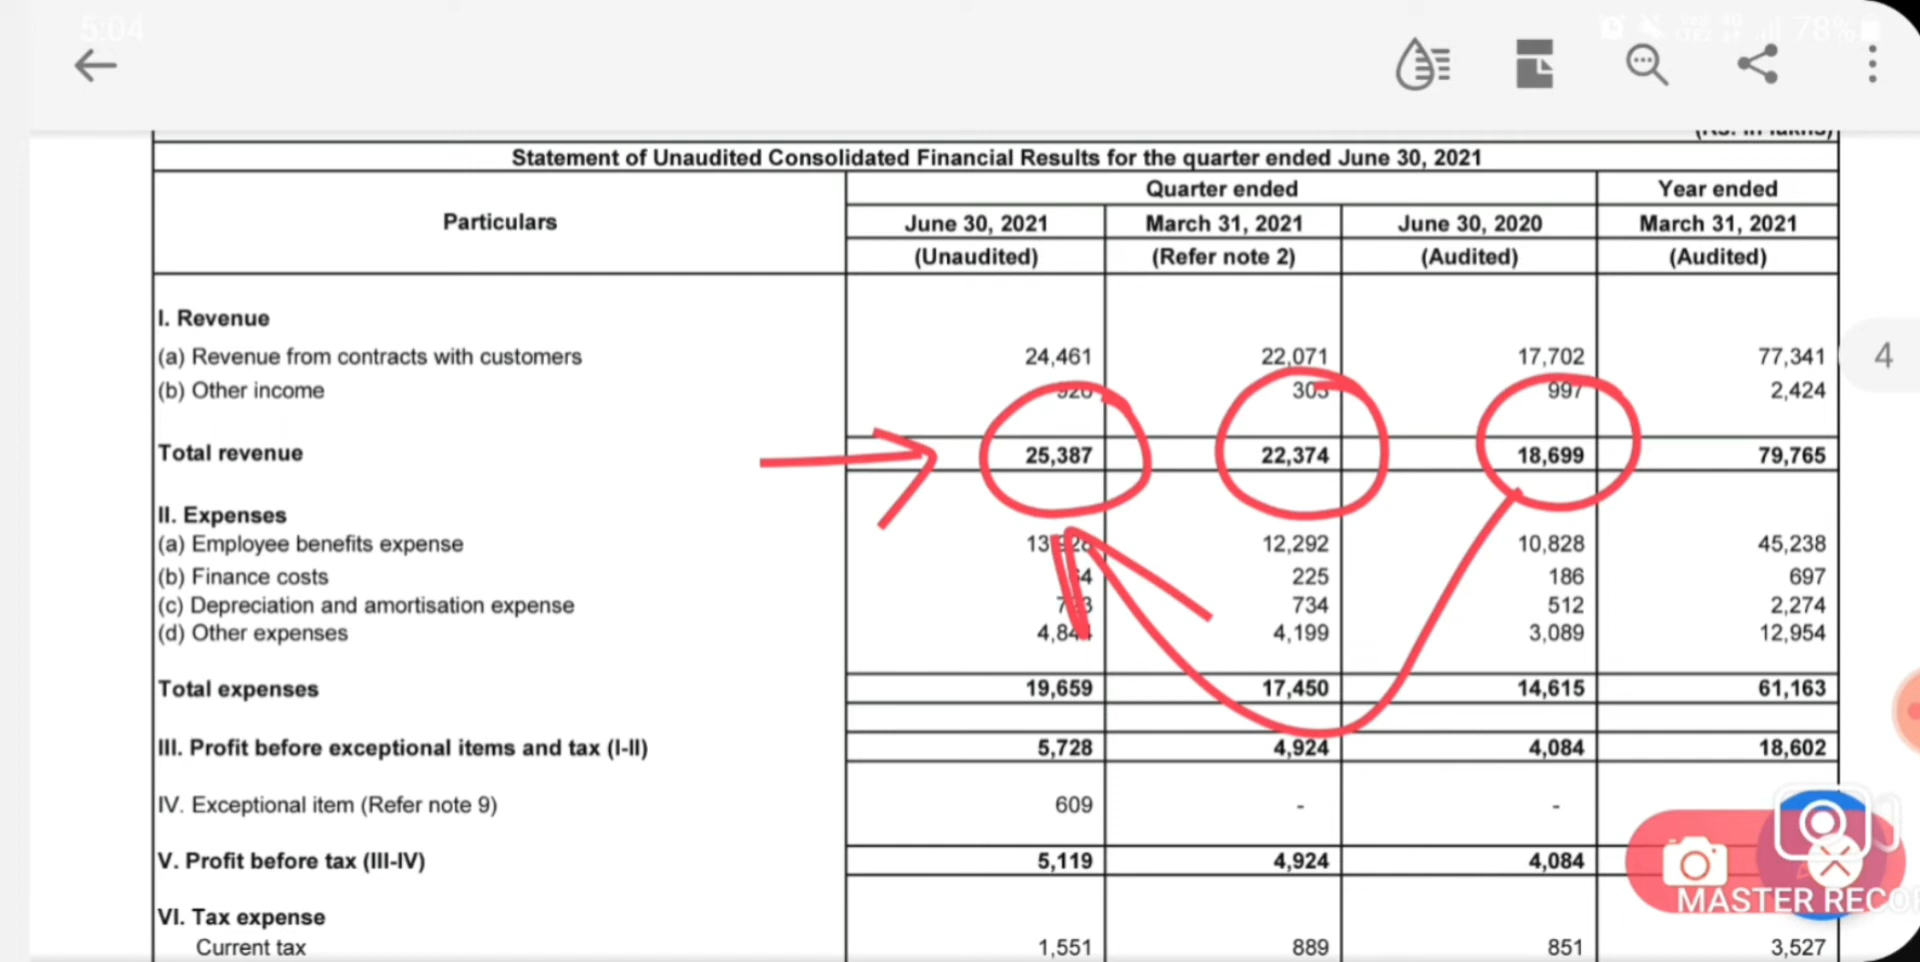 5:04
78%
(Rs. in lakhs)
Statement of Unaudited Consolidated Financial Results for the quarter ended June 30, 2021
Particulars Quarter ended Year ended
June 30, 2021 March 31, 2021 June 30, 2020 March 31, 2021
(Unaudited) (Refer note 2) (Audited) (Audited)
I. Revenue
(a) Revenue from contracts with customers 24,461 22,071 17,702 77,341
4
(b) Other income 303 997 2,424
Total revenue 25,387 22,374 18,699 79,765
II. Expenses
(a) Employee benefits expense 12,292 10,828 45,238
(b) Finance costs 225 186 697
(c) Depreciation and amortisation expense 734 512 2,274
(d) Other expenses 4,199 3,089 12,954
Total expenses 19,659 17,450 14,615 61,163
III. Profit before exceptional items and tax (I-II) 5,728 4,924 4,084 18,602
IV. Exceptional item (Refer note 9) 609 - -
V. Profit before tax (III-IV) 5,119 4,924 4,084
MASTER RECO
VI. Tax expense
Current tax 1,551 889 851 3,527